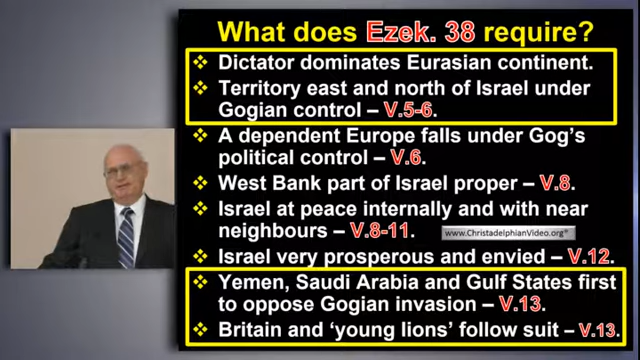 What does Ezek. 38 require?
❖ Dictator dominates Eurasian continent.
❖ Territory east and north of Israel under
Gogian control – V.5-6.
❖ A dependent Europe falls under Gog's
political control – V.6.
❖ West Bank part of Israel proper – V.8.
❖ Israel at peace internally and with near
neighbours – V.8-11.
www.ChristadelphianVideo.org®
❖ Israel very prosperous and envied – V.12.
❖ Yemen, Saudi Arabia and Gulf States first
to oppose Gogian invasion – V.13.
❖ Britain and 'young lions' follow suit – V.13.